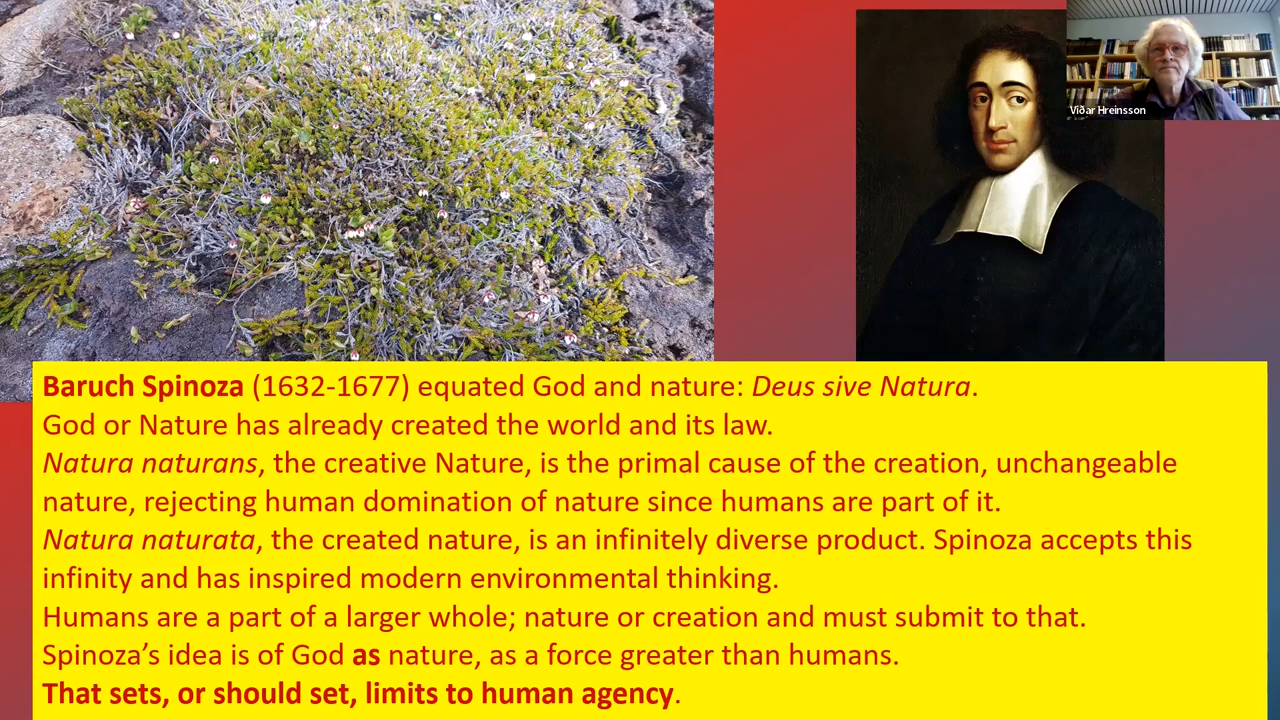 Viðar Hreinsson
Baruch Spinoza (1632-1677) equated God and nature: Deus sive Natura.
God or Nature has already created the world and its law.
Natura naturans, the creative Nature, is the primal cause of the creation, unchangeable
nature, rejecting human domination of nature since humans are part of it.
Natura naturata, the created nature, is an infinitely diverse product. Spinoza accepts this
infinity and has inspired modern environmental thinking.
Humans are a part of a larger whole; nature or creation and must submit to that.
Spinoza’s idea is of God as nature, as a force greater than humans.
That sets, or should set, limits to human agency.